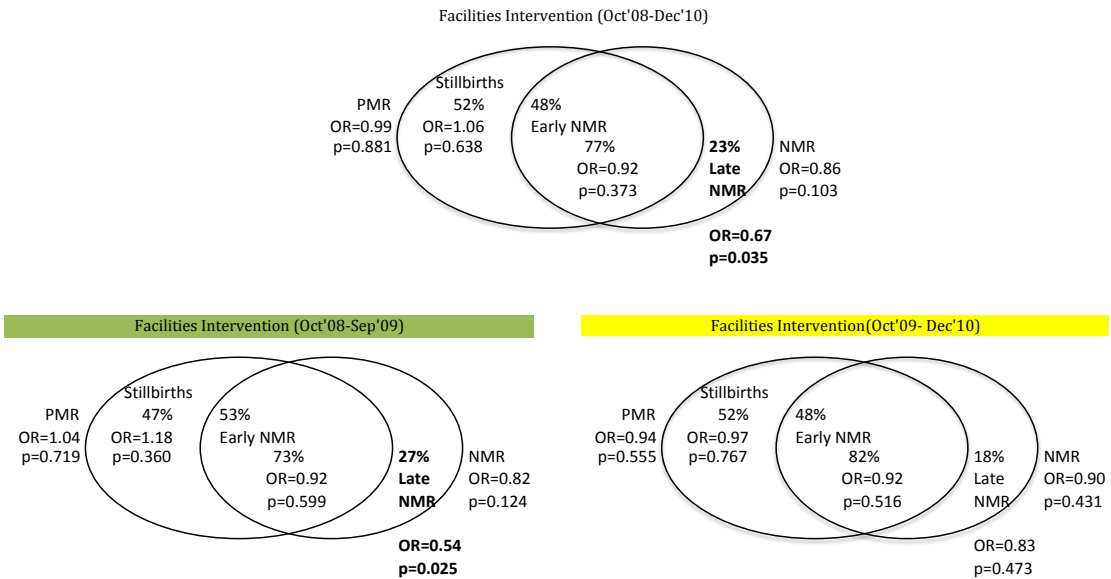 Facilities Intervention (Oct'08-Dec'10)
Stillbirths
PMR 52% 48%
OR=0.99 OR=1.06 Early NMR
p=0.881 p=0.638 77% 23% NMR
OR=0.92 Late OR=0.86
p=0.373 NMR p=0.103
OR=0.67
p=0.035
Facilities Intervention (Oct'08-Sep'09)
Stillbirths
PMR 47% 53%
OR=1.04 OR=1.18 Early NMR
p=0.719 p=0.360 73% 27% NMR
OR=0.92 Late OR=0.82
p=0.599 NMR p=0.124
OR=0.54
p=0.025
Facilities Intervention(Oct'09- Dec'10)
Stillbirths
PMR 52% 48%
OR=0.94 OR=0.97 Early NMR
p=0.555 p=0.767 82% 18% NMR
OR=0.92 Late OR=0.90
p=0.516 NMR p=0.431
OR=0.83
p=0.473